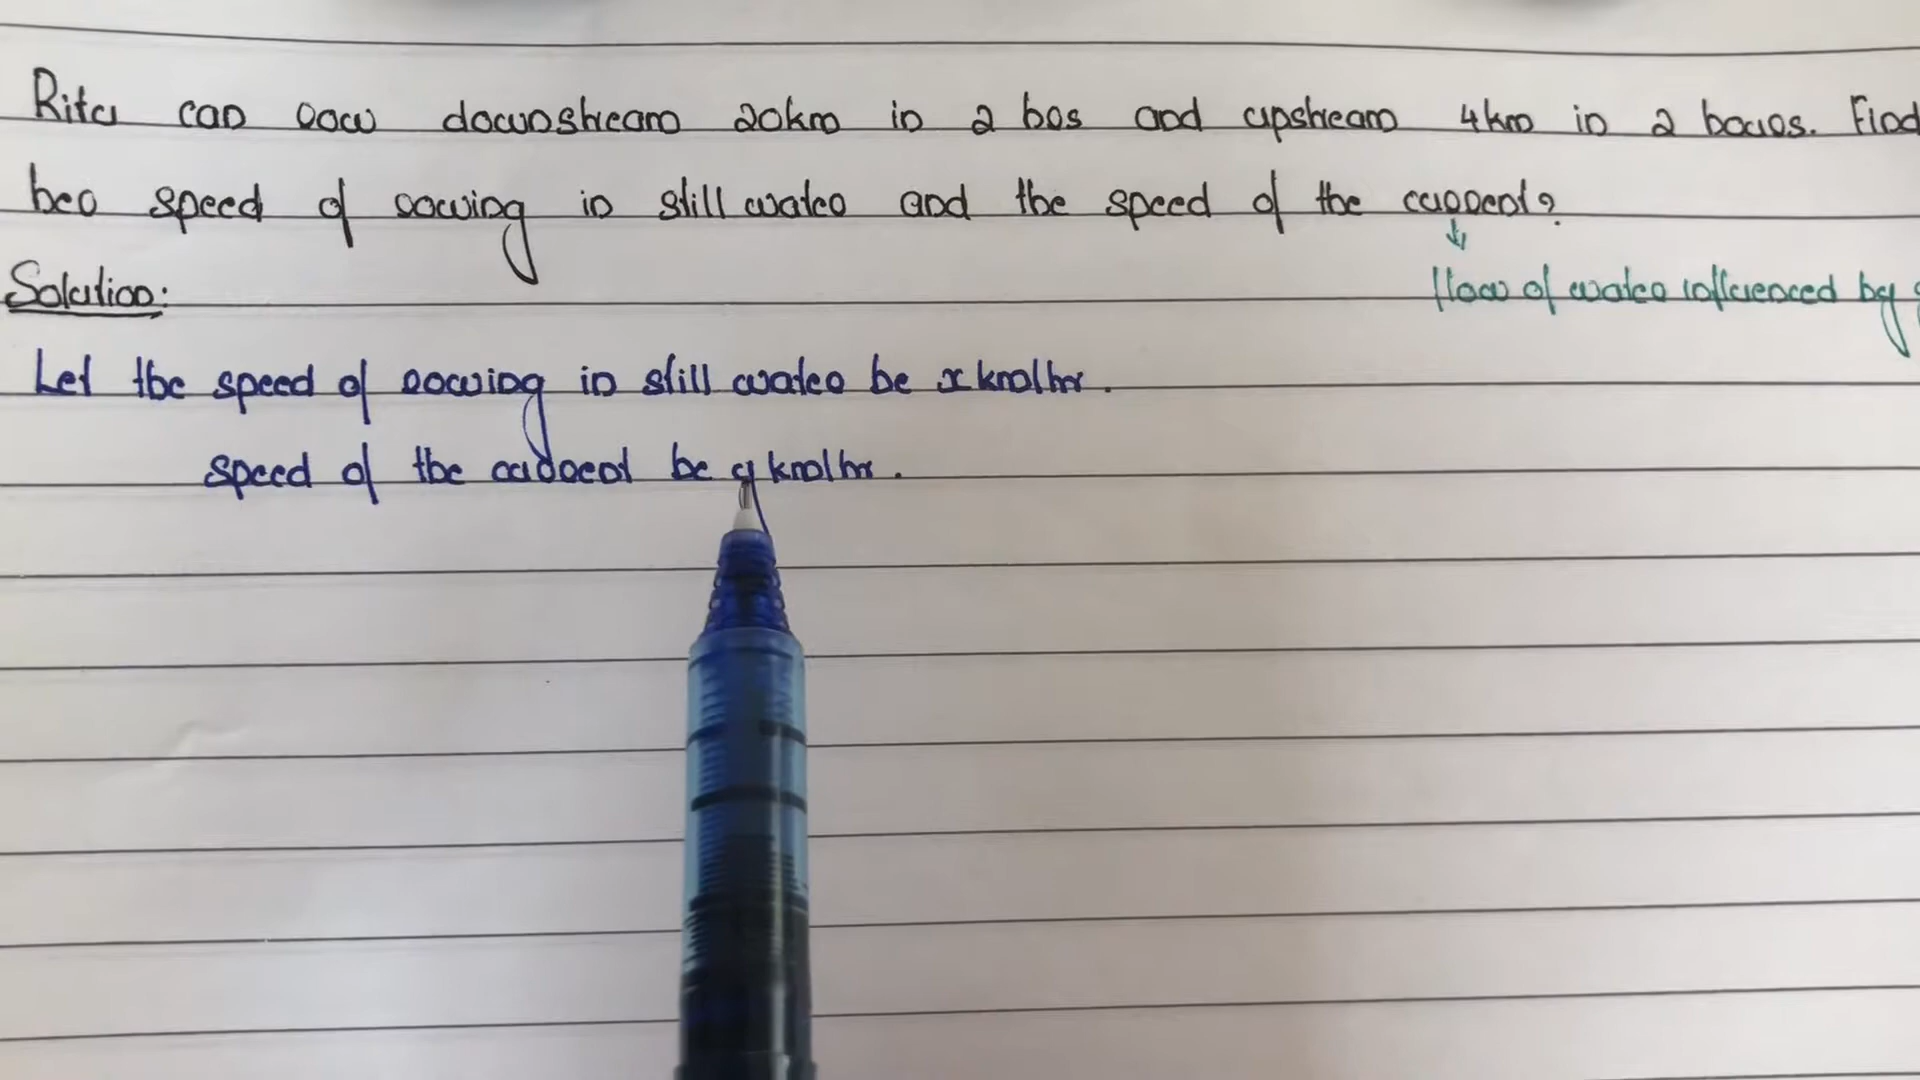 Ritu can row downstream 20km in 2 hrs and upstream 4km in 2 hours. Find
her speed of rowing in still water and the speed of the current?
Solution:
flow of water influenced by
Let the speed of rowing in still water be x km/hr.
speed of the current be y km/hr.